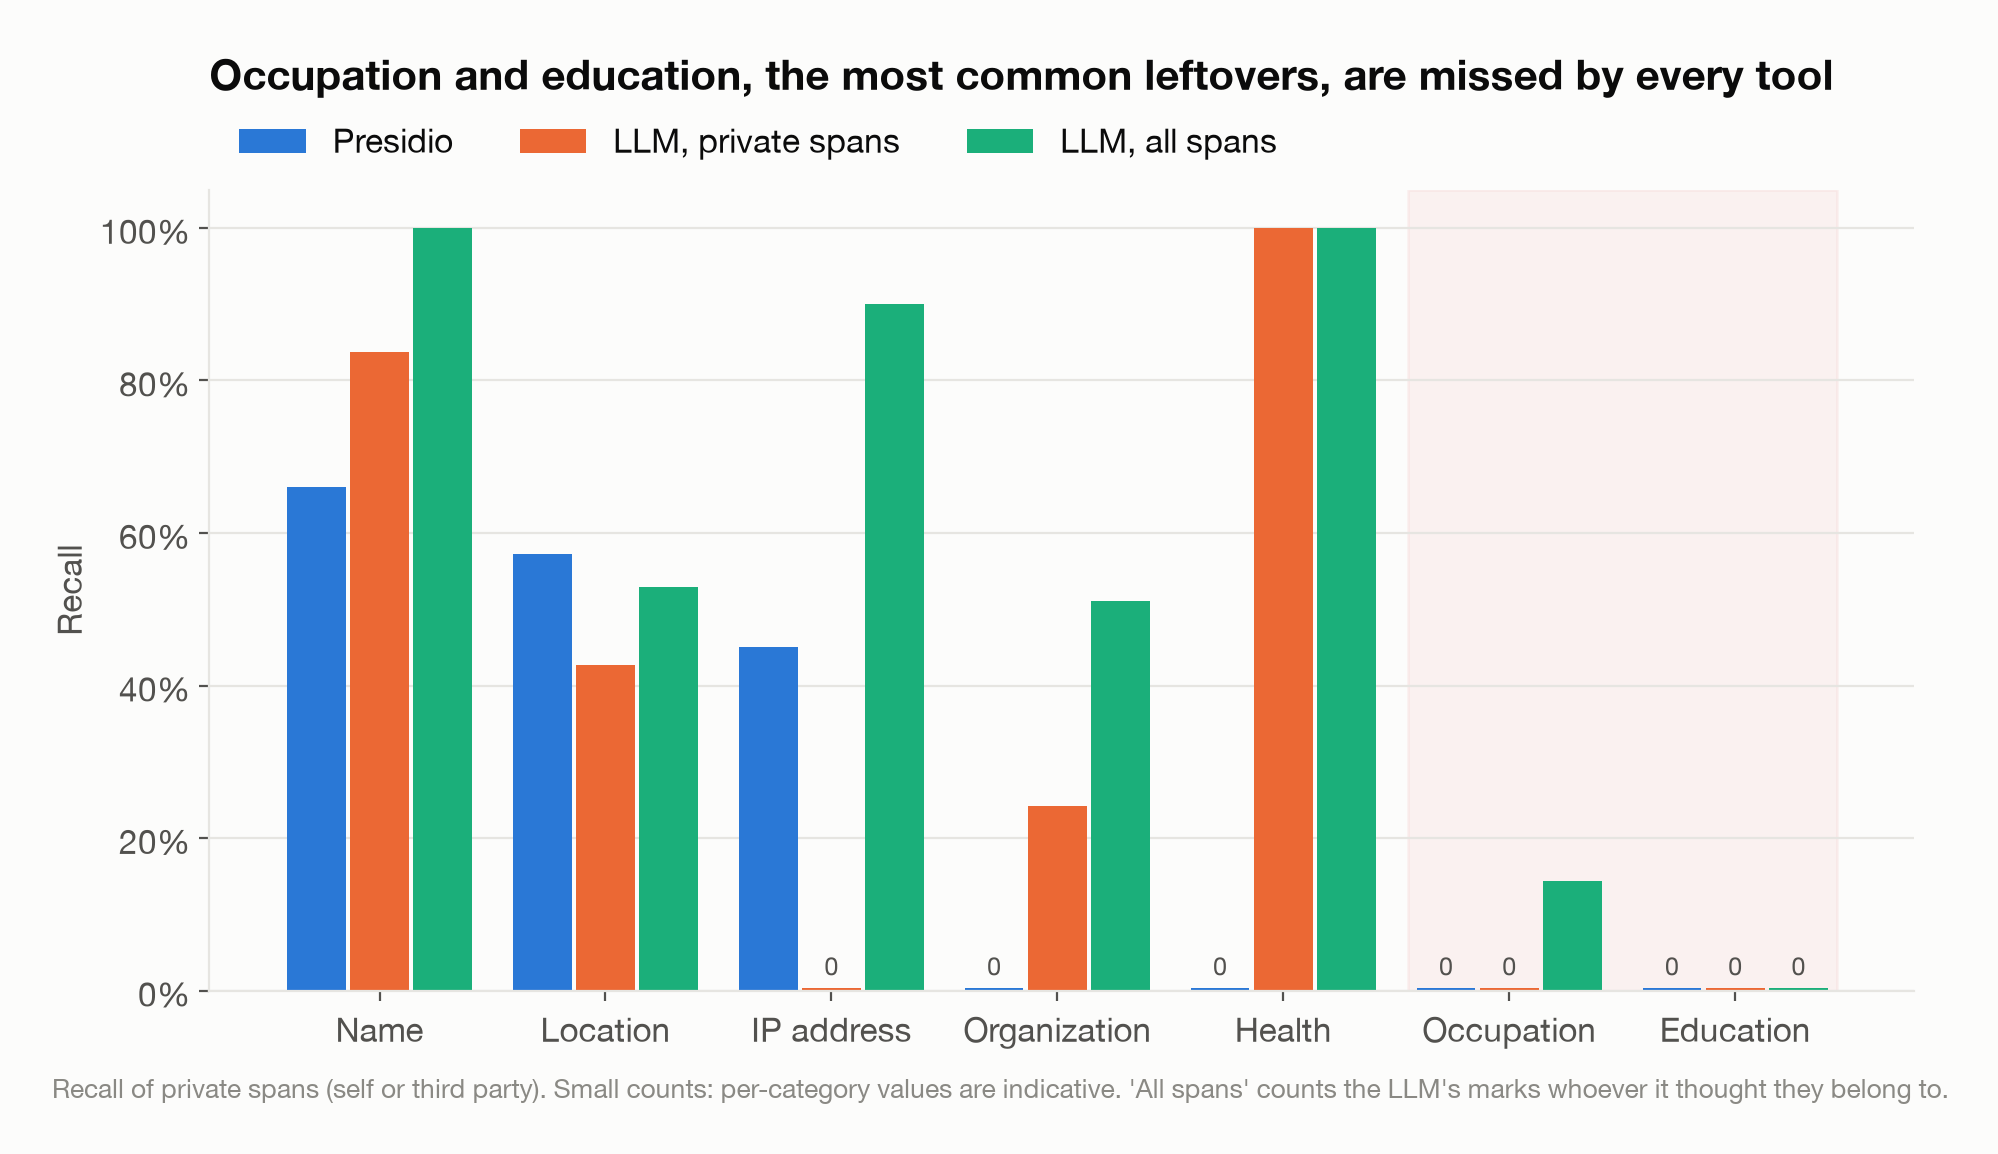 Occupation and education, the most common leftovers, are missed by every tool
Presidio
LLM, private spans
LLM, all spans
Recall
100%
80%
60%
40%
20%
0%
0
0
0
0
0
0
0
0
Name
Location
IP address
Organization
Health
Occupation
Education
Recall of private spans (self or third party). Small counts: per-category values are indicative. 'All spans' counts the LLM's marks whoever it thought they belong to.